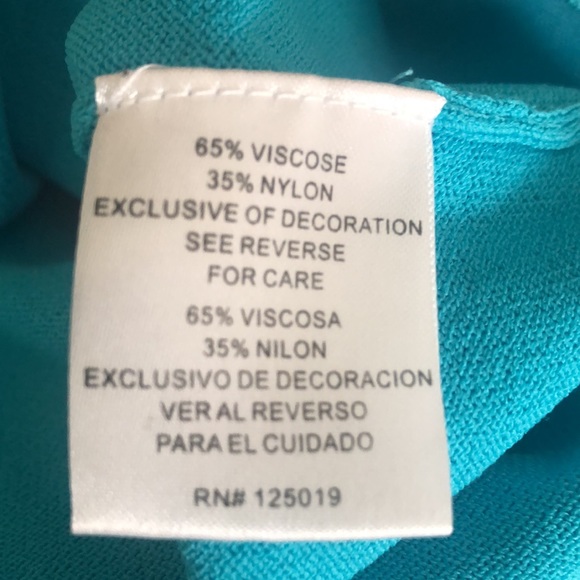 65% VISCOSE
35% NYLON
EXCLUSIVE OF DECORATION
SEE REVERSE
FOR CARE
65% VISCOSA
35% NILON
EXCLUSIVO DE DECORACION
VER AL REVERSO
PARA EL CUIDADO
RN# 125019